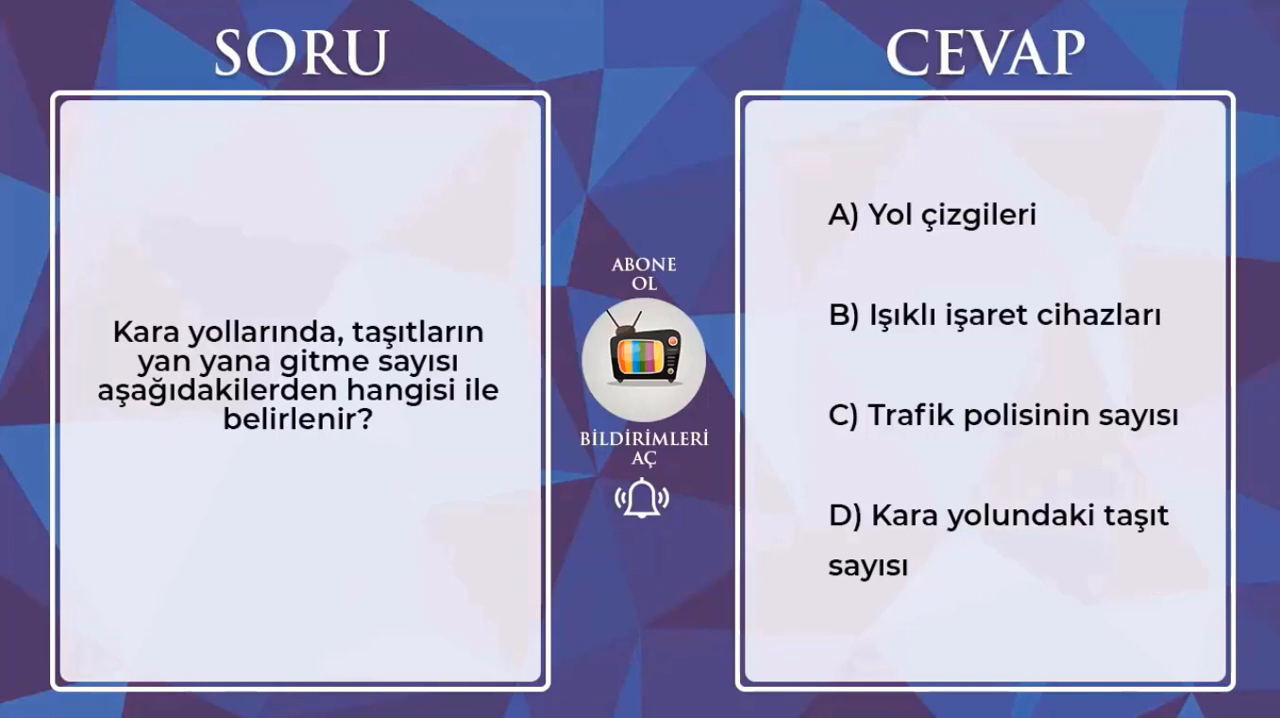 SORU
Kara yollarında, taşıtların
yan yana gitme sayısı
aşağıdakilerden hangisi ile
belirlenir?
ABONE
OL
BİLDİRİMLERİ
AÇ
CEVAP
A) Yol çizgileri
B) Işıklı işaret cihazları
C) Trafik polisinin sayısı
D) Kara yolundaki taşıt
sayısı